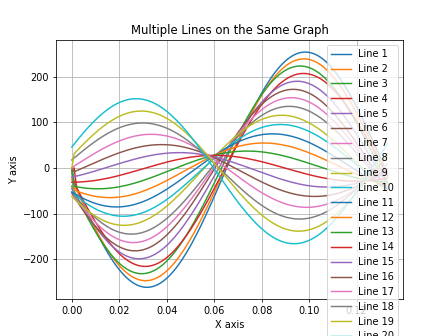 Multiple Lines on the Same Graph
Y axis
200
100
0
−100
−200
0.00
0.02
0.04
0.06
0.08
0.10
X axis
Line 1
Line 2
Line 3
Line 4
Line 5
Line 6
Line 7
Line 8
Line 9
Line 10
Line 11
Line 12
Line 13
Line 14
Line 15
Line 16
Line 17
Line 18
Line 19
Line 20